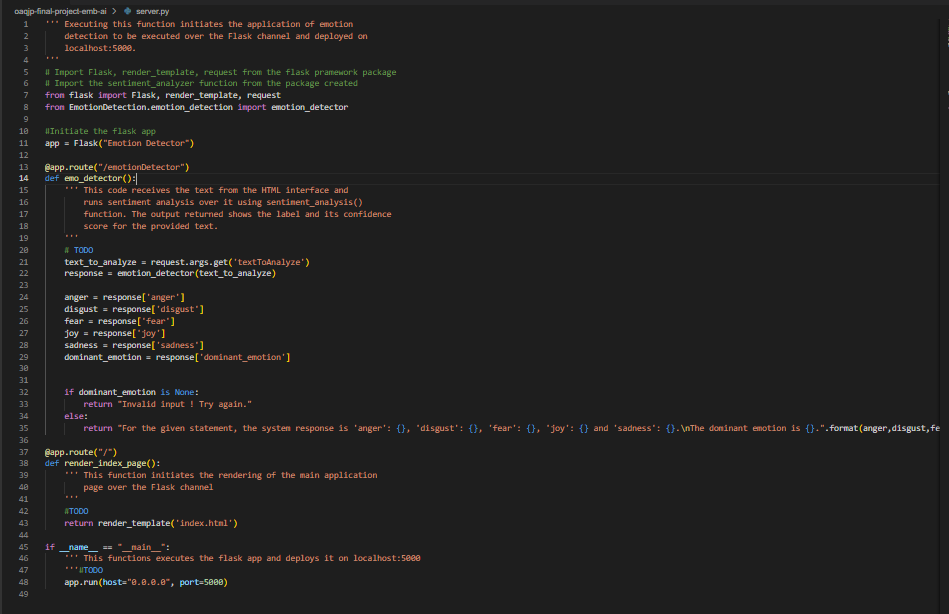 oaqjp-final-project-emb-ai > server.py
1 ''' Executing this function initiates the application of emotion
2 detection to be executed over the Flask channel and deployed on
3 localhost:5000.
4 '''
5 # Import Flask, render_template, request from the flask pramework package
6 # Import the sentiment_analyzer function from the package created
7 from flask import Flask, render_template, request
8 from EmotionDetection.emotion_detection import emotion_detector
9
10 #Initiate the flask app
11 app = Flask("Emotion Detector")
12
13 @app.route("/emotionDetector")
14 def emo_detector():
15 ''' This code receives the text from the HTML interface and
16 runs sentiment analysis over it using sentiment_analysis()
17 function. The output returned shows the label and its confidence
18 score for the provided text.
19 '''
20 # TODO
21 text_to_analyze = request.args.get('textToAnalyze')
22 response = emotion_detector(text_to_analyze)
23
24 anger = response['anger']
25 disgust = response['disgust']
26 fear = response['fear']
27 joy = response['joy']
28 sadness = response['sadness']
29 dominant_emotion = response['dominant_emotion']
30
31
32 if dominant_emotion is None:
33 return "Invalid input ! Try again."
34 else:
35 return "For the given statement, the system response is 'anger': {}, 'disgust': {}, 'fear': {}, 'joy': {} and 'sadness': {}.\nThe dominant emotion is {}.".format(anger,disgust,fe
36
37 @app.route("/")
38 def render_index_page():
39 ''' This function initiates the rendering of the main application
40 page over the Flask channel
41 '''
42 #TODO
43 return render_template('index.html')
44
45 if __name__ == "__main__":
46 ''' This functions executes the flask app and deploys it on localhost:5000
47 '''#TODO
48 app.run(host="0.0.0.0", port=5000)
49